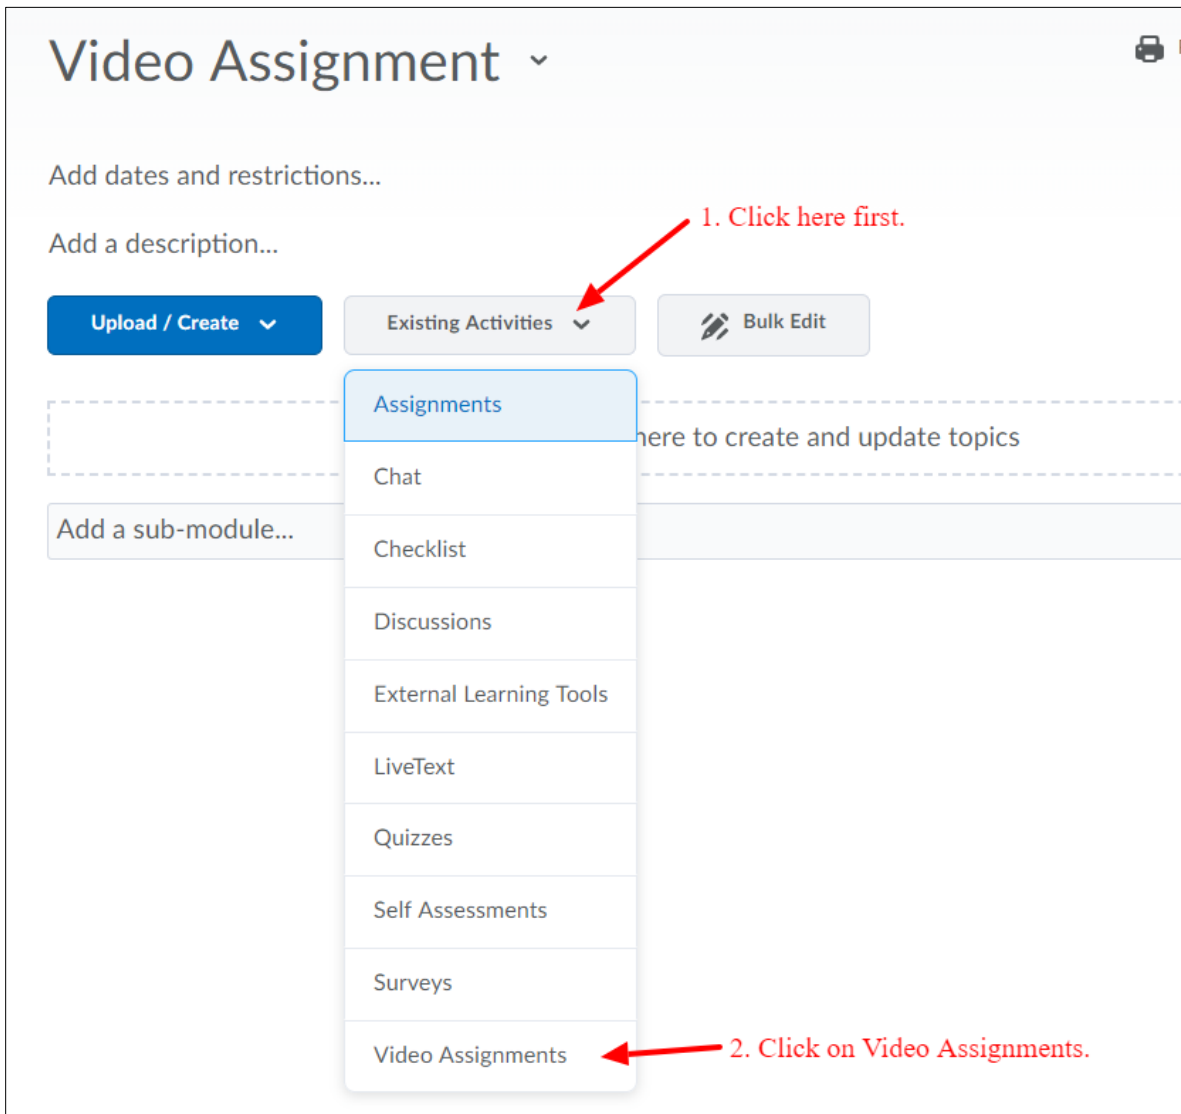 Video Assignment
Add dates and restrictions...
1. Click here first.
Add a description...
Upload / Create
Existing Activities
Bulk Edit
Assignments
here to create and update topics
Chat
Add a sub-module...
Checklist
Discussions
External Learning Tools
LiveText
Quizzes
Self Assessments
Surveys
Video Assignments
2. Click on Video Assignments.